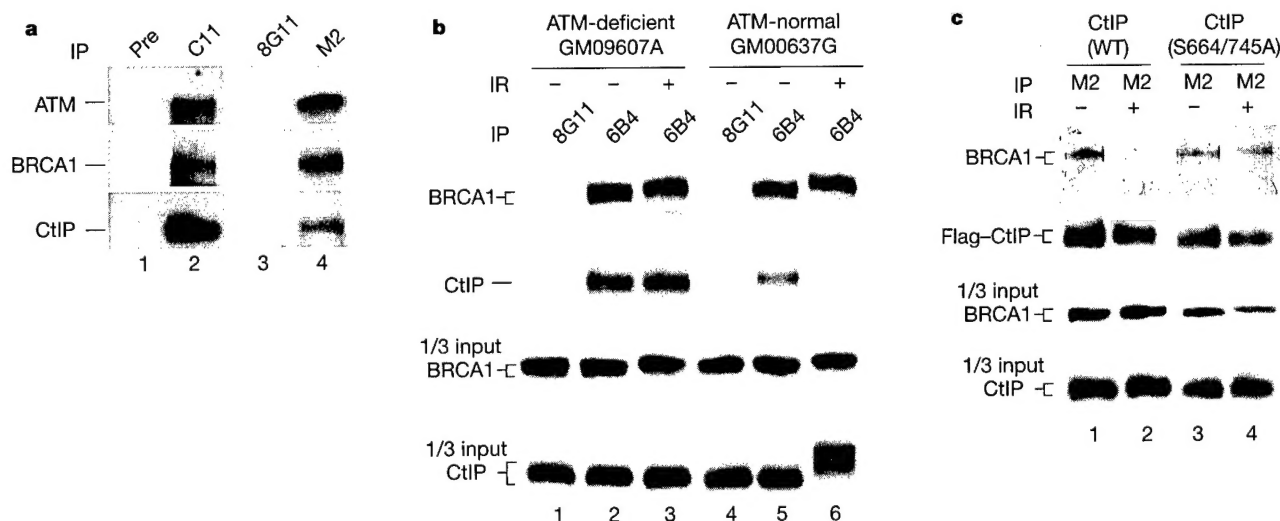 a
IP Pre C11 8G11 M2
ATM
BRCA1
CtIP
1 2 3 4
b
ATM-deficient ATM-normal
GM09607A GM00637G
IR – – + – – +
IP 8G11 6B4 6B4 8G11 6B4 6B4
BRCA1
CtIP
1/3 input
BRCA1
1/3 input
CtIP
1 2 3 4 5 6
c
CtIP CtIP
(WT) (S664/745A)
IP M2 M2 M2 M2
IR – + – +
BRCA1
Flag–CtIP
1/3 input
BRCA1
1/3 input
CtIP
1 2 3 4